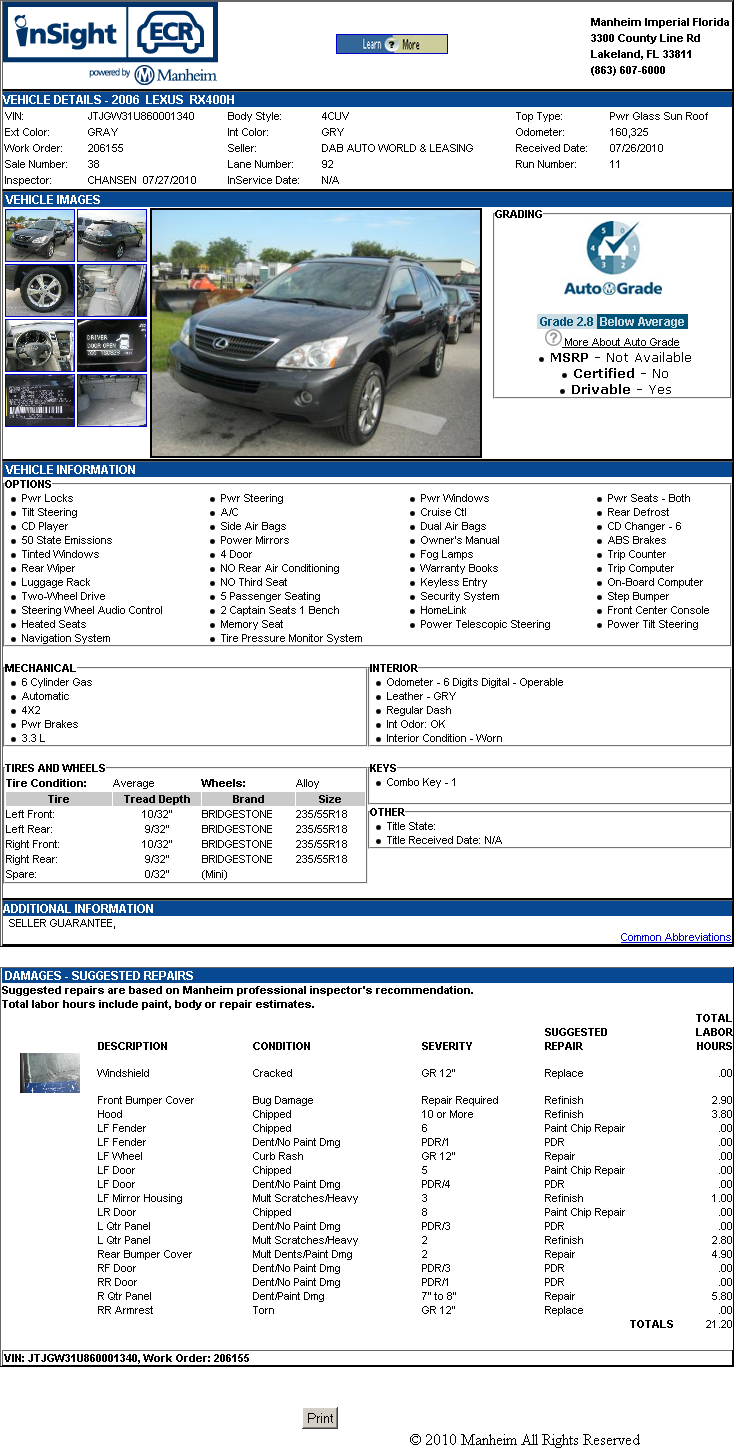 inSight ECR
powered by Manheim
Learn ? More
Manheim Imperial Florida
3300 County Line Rd
Lakeland, FL 33811
(863) 607-6000
VEHICLE DETAILS - 2006 LEXUS RX400H
VIN: JTJGW31U860001340 Body Style: 4CUV Top Type: Pwr Glass Sun Roof
Ext Color: GRAY Int Color: GRY Odometer: 160,325
Work Order: 206155 Seller: DAB AUTO WORLD & LEASING Received Date: 07/26/2010
Sale Number: 38 Lane Number: 92 Run Number: 11
Inspector: CHANSEN 07/27/2010 InService Date: N/A
VEHICLE IMAGES
DRIVER
DOOR OPEN
GRADING
5 4 3 2 1 0
AutoGrade
Grade 2.8 Below Average
? More About Auto Grade
• MSRP - Not Available
• Certified - No
• Drivable - Yes
VEHICLE INFORMATION
OPTIONS
• Pwr Locks • Pwr Steering • Pwr Windows • Pwr Seats - Both
• Tilt Steering • A/C • Cruise Ctl • Rear Defrost
• CD Player • Side Air Bags • Dual Air Bags • CD Changer - 6
• 50 State Emissions • Power Mirrors • Owner's Manual • ABS Brakes
• Tinted Windows • 4 Door • Fog Lamps • Trip Counter
• Rear Wiper • NO Rear Air Conditioning • Warranty Books • Trip Computer
• Luggage Rack • NO Third Seat • Keyless Entry • On-Board Computer
• Two-Wheel Drive • 5 Passenger Seating • Security System • Step Bumper
• Steering Wheel Audio Control • 2 Captain Seats 1 Bench • HomeLink • Front Center Console
• Heated Seats • Memory Seat • Power Telescopic Steering • Power Tilt Steering
• Navigation System • Tire Pressure Monitor System
MECHANICAL
• 6 Cylinder Gas
• Automatic
• 4X2
• Pwr Brakes
• 3.3 L
INTERIOR
• Odometer - 6 Digits Digital - Operable
• Leather - GRY
• Regular Dash
• Int Odor: OK
• Interior Condition - Worn
TIRES AND WHEELS
Tire Condition: Average Wheels: Alloy
Tire Tread Depth Brand Size
Left Front: 10/32" BRIDGESTONE 235/55R18
Left Rear: 9/32" BRIDGESTONE 235/55R18
Right Front: 10/32" BRIDGESTONE 235/55R18
Right Rear: 9/32" BRIDGESTONE 235/55R18
Spare: 0/32" (Mini)
KEYS
• Combo Key - 1
OTHER
• Title State:
• Title Received Date: N/A
ADDITIONAL INFORMATION
SELLER GUARANTEE,
Common Abbreviations
DAMAGES - SUGGESTED REPAIRS
Suggested repairs are based on Manheim professional inspector's recommendation.
Total labor hours include paint, body or repair estimates.
DESCRIPTION CONDITION SEVERITY SUGGESTED REPAIR TOTAL LABOR HOURS
Windshield Cracked GR 12" Replace .00
Front Bumper Cover Bug Damage Repair Required Refinish 2.90
Hood Chipped 10 or More Refinish 3.80
LF Fender Chipped 6 Paint Chip Repair .00
LF Fender Dent/No Paint Dmg PDR/1 PDR .00
LF Wheel Curb Rash GR 12" Repair .00
LF Door Chipped 5 Paint Chip Repair .00
LF Door Dent/No Paint Dmg PDR/4 PDR .00
LF Mirror Housing Mult Scratches/Heavy 3 Refinish 1.00
LR Door Chipped 8 Paint Chip Repair .00
L Qtr Panel Dent/No Paint Dmg PDR/3 PDR .00
L Qtr Panel Mult Scratches/Heavy 2 Refinish 2.80
Rear Bumper Cover Mult Dents/Paint Dmg 2 Repair 4.90
RF Door Dent/No Paint Dmg PDR/3 PDR .00
RR Door Dent/No Paint Dmg PDR/1 PDR .00
R Qtr Panel Dent/Paint Dmg 7" to 8" Repair 5.80
RR Armrest Torn GR 12" Replace .00
TOTALS 21.20
VIN: JTJGW31U860001340, Work Order: 206155
Print
© 2010 Manheim All Rights Reserved